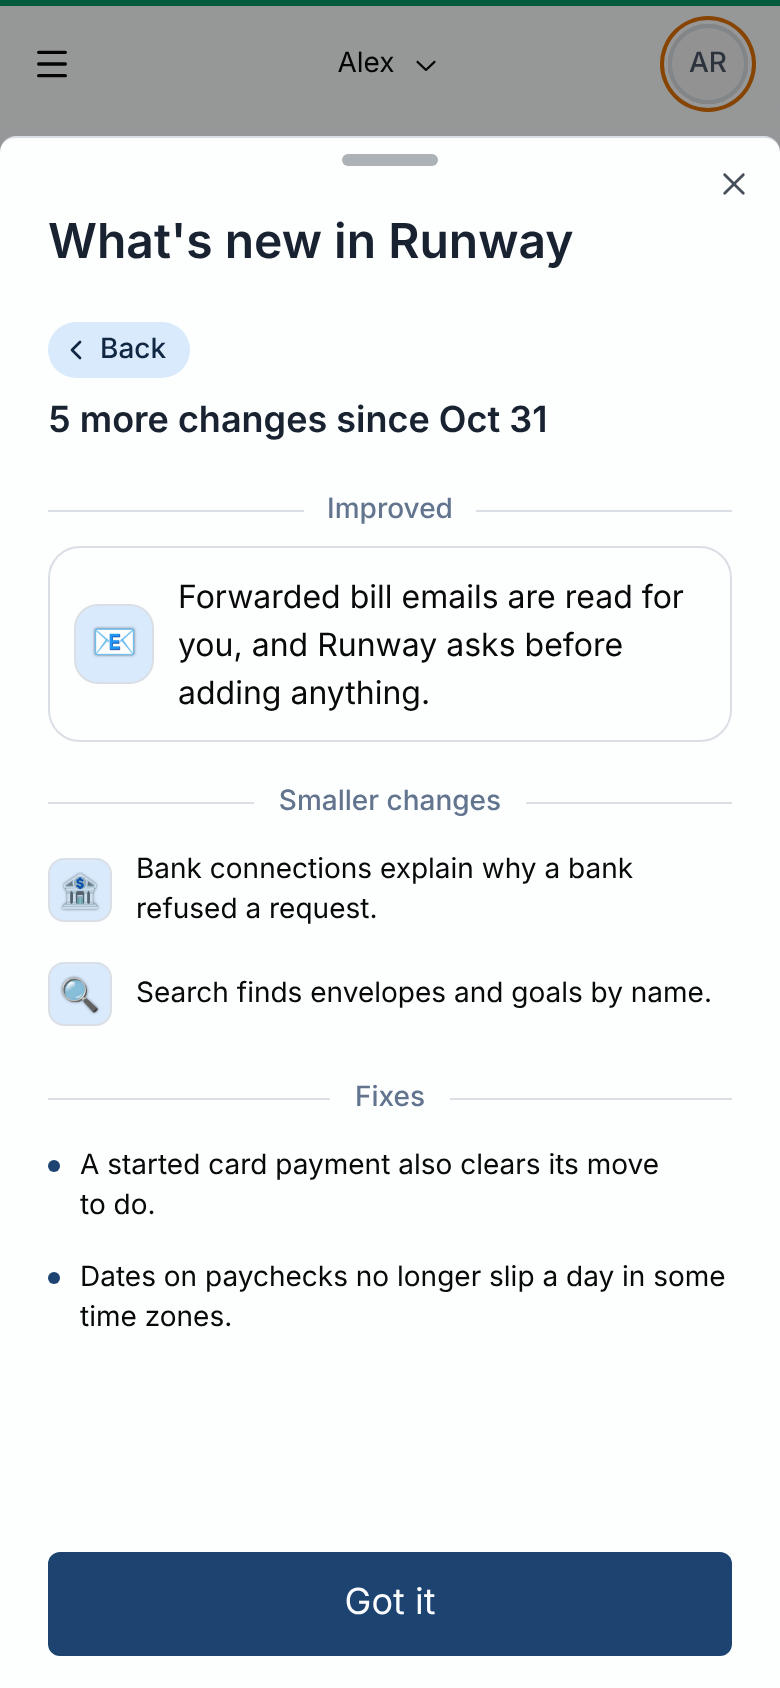 Alex
AR
What's new in Runway
Back
5 more changes since Oct 31
Improved
Forwarded bill emails are read for
you, and Runway asks before
adding anything.
Smaller changes
Bank connections explain why a bank
refused a request.
Search finds envelopes and goals by name.
Fixes
A started card payment also clears its move
to do.
Dates on paychecks no longer slip a day in some
time zones.
Got it